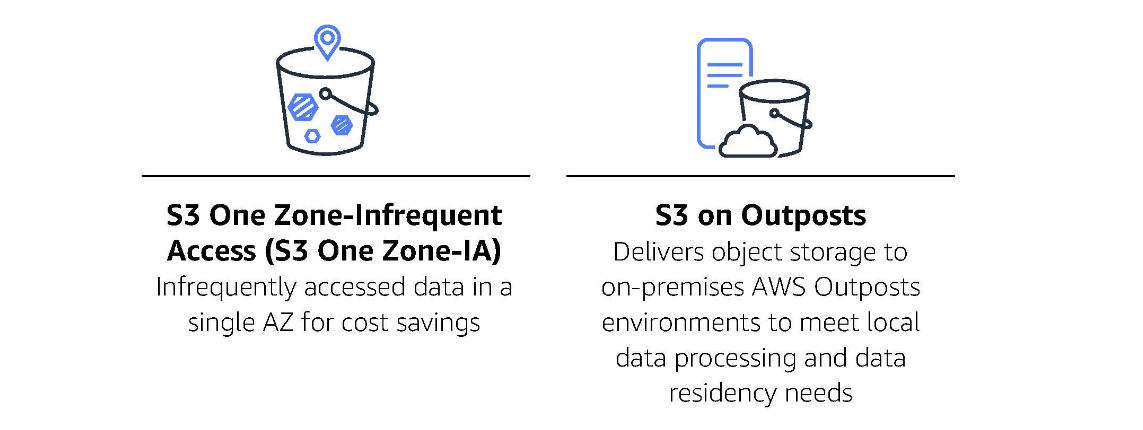 S3 One Zone-Infrequent
Access (S3 One Zone-IA)
Infrequently accessed data in a
single AZ for cost savings
S3 on Outposts
Delivers object storage to
on-premises AWS Outposts
environments to meet local
data processing and data
residency needs